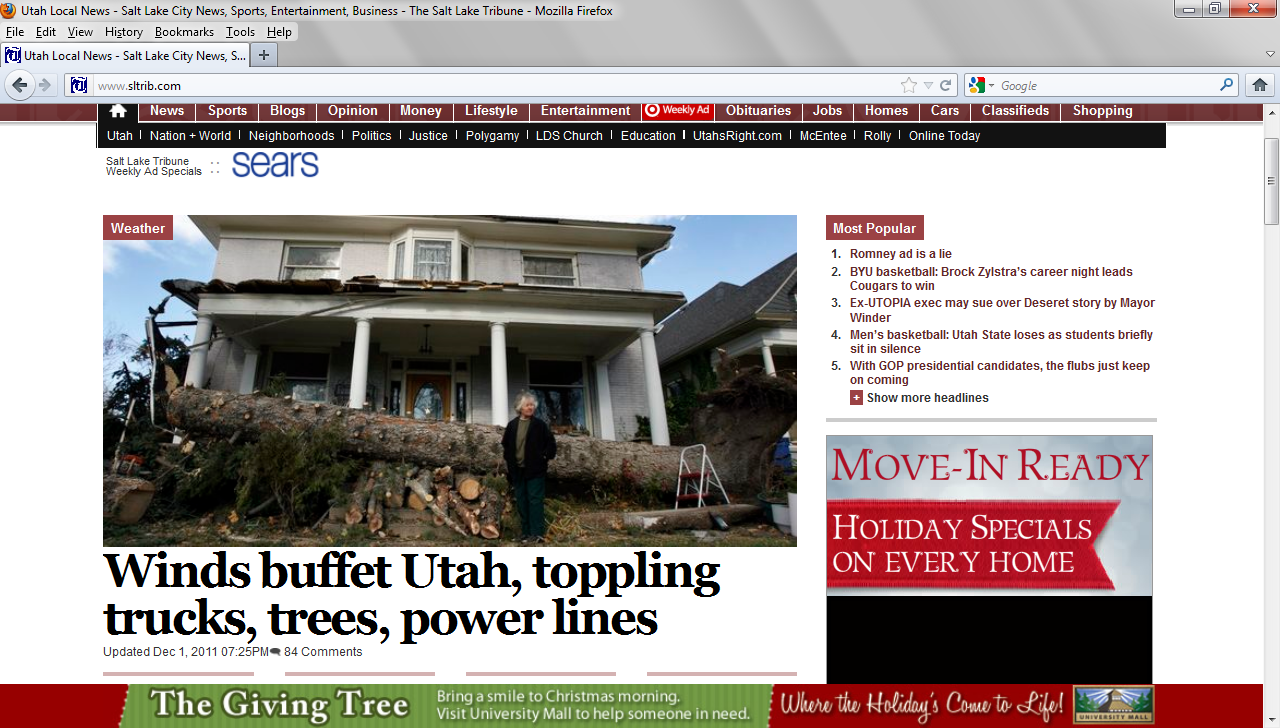 Utah Local News - Salt Lake City News, Sports, Entertainment, Business - The Salt Lake Tribune - Mozilla Firefox
File Edit View History Bookmarks Tools Help
Utah Local News - Salt Lake City News, S...
www.sltrib.com
Google
News Sports Blogs Opinion Money Lifestyle Entertainment Weekly Ad Obituaries Jobs Homes Cars Classifieds Shopping
Utah Nation + World Neighborhoods Politics Justice Polygamy LDS Church Education UtahsRight.com McEntee Rolly Online Today
Salt Lake Tribune
Weekly Ad Specials
sears
Weather
Winds buffet Utah, toppling
trucks, trees, power lines
Updated Dec 1, 2011 07:25PM 84 Comments
Most Popular
1. Romney ad is a lie
2. BYU basketball: Brock Zylstra's career night leads
Cougars to win
3. Ex-UTOPIA exec may sue over Deseret story by Mayor
Winder
4. Men's basketball: Utah State loses as students briefly
sit in silence
5. With GOP presidential candidates, the flubs just keep
on coming
+ Show more headlines
Move-In Ready
Holiday Specials
on every home
The Giving Tree
Bring a smile to Christmas morning.
Visit University Mall to help someone in need.
Where the Holiday's Come to Life!
UNIVERSITY MALL